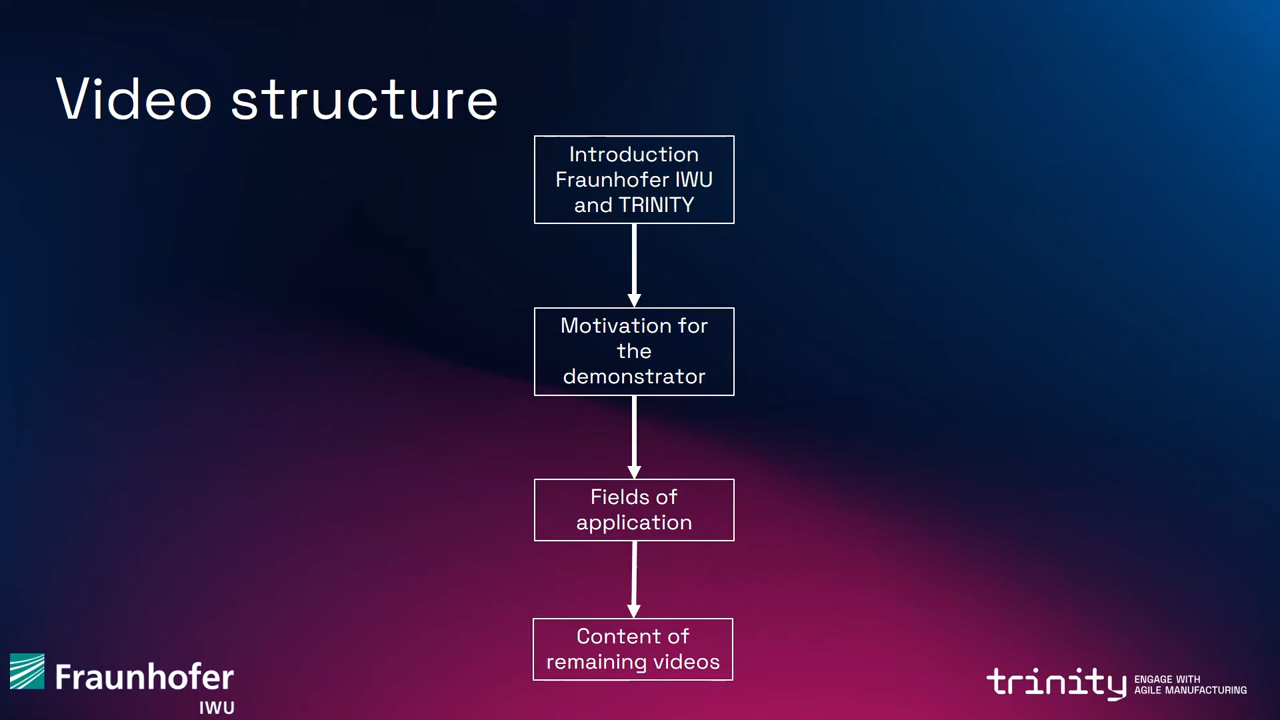 Video structure
Introduction
Fraunhofer IWU
and TRINITY
Motivation for
the
demonstrator
Fields of
application
Content of
remaining videos
Fraunhofer
IWU
trinity
ENGAGE WITH
AGILE MANUFACTURING